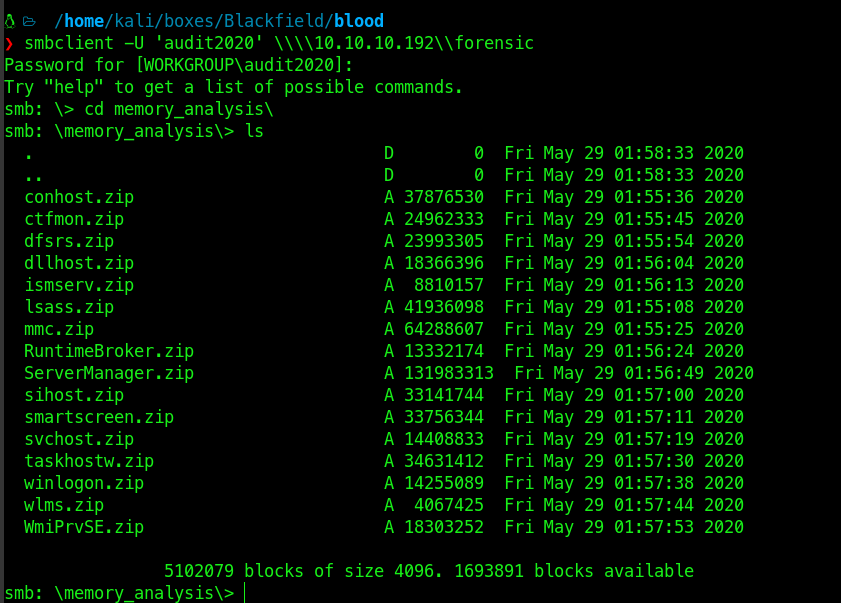 /home/kali/boxes/Blackfield/blood
❯ smbclient -U 'audit2020' \\\\10.10.10.192\\forensic
Password for [WORKGROUP\audit2020]:
Try "help" to get a list of possible commands.
smb: \> cd memory_analysis\
smb: \memory_analysis\> ls
  .                                   D        0  Fri May 29 01:58:33 2020
  ..                                  D        0  Fri May 29 01:58:33 2020
  conhost.zip                         A 37876530  Fri May 29 01:55:36 2020
  ctfmon.zip                          A 24962333  Fri May 29 01:55:45 2020
  dfsrs.zip                           A 23993305  Fri May 29 01:55:54 2020
  dllhost.zip                         A 18366396  Fri May 29 01:56:04 2020
  ismserv.zip                         A  8810157  Fri May 29 01:56:13 2020
  lsass.zip                           A 41936098  Fri May 29 01:55:08 2020
  mmc.zip                             A 64288607  Fri May 29 01:55:25 2020
  RuntimeBroker.zip                   A 13332174  Fri May 29 01:56:24 2020
  ServerManager.zip                   A 131983313  Fri May 29 01:56:49 2020
  sihost.zip                          A 33141744  Fri May 29 01:57:00 2020
  smartscreen.zip                     A 33756344  Fri May 29 01:57:11 2020
  svchost.zip                         A 14408833  Fri May 29 01:57:19 2020
  taskhostw.zip                       A 34631412  Fri May 29 01:57:30 2020
  winlogon.zip                        A 14255089  Fri May 29 01:57:38 2020
  wlms.zip                            A  4067425  Fri May 29 01:57:44 2020
  WmiPrvSE.zip                        A 18303252  Fri May 29 01:57:53 2020
                5102079 blocks of size 4096. 1693891 blocks available
smb: \memory_analysis\>